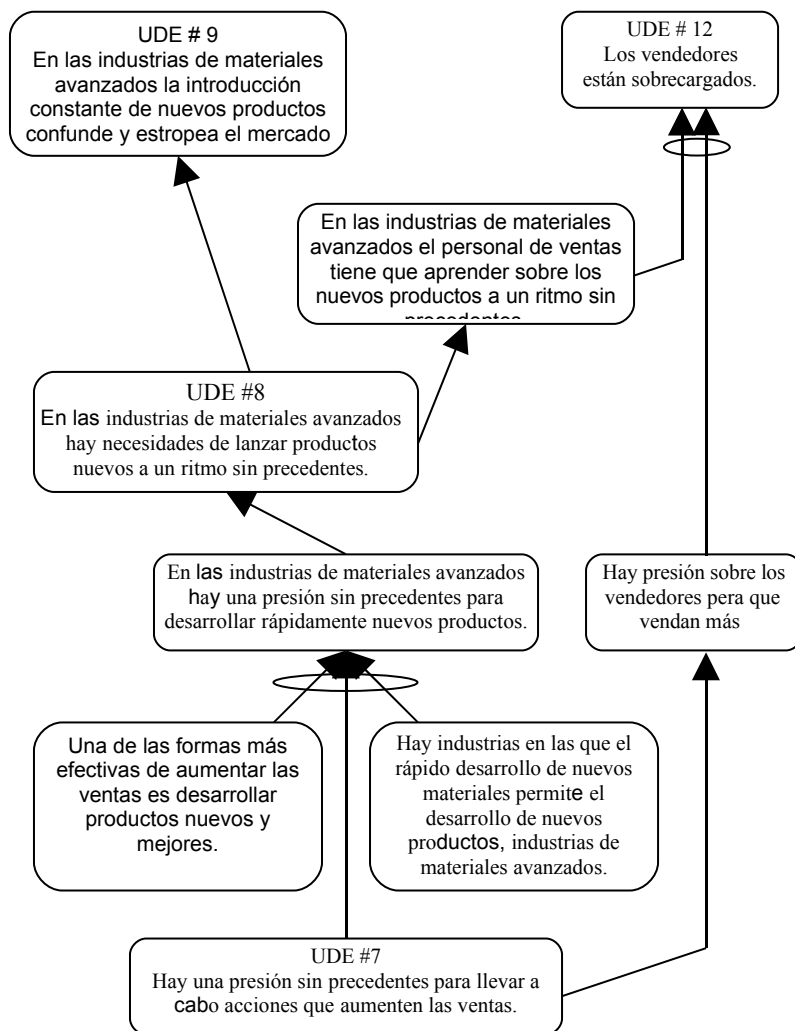 UDE # 9
En las industrias de materiales
avanzados la introducción
constante de nuevos productos
confunde y estropea el mercado
UDE # 12
Los vendedores
están sobrecargados.
En las industrias de materiales
avanzados el personal de ventas
tiene que aprender sobre los
nuevos productos a un ritmo sin
precedentes
UDE #8
En las industrias de materiales avanzados
hay necesidades de lanzar productos
nuevos a un ritmo sin precedentes.
En las industrias de materiales avanzados
hay una presión sin precedentes para
desarrollar rápidamente nuevos productos.
Hay presión sobre los
vendedores pera que
vendan más
Una de las formas más
efectivas de aumentar las
ventas es desarrollar
productos nuevos y
mejores.
Hay industrias en las que el
rápido desarrollo de nuevos
materiales permite el
desarrollo de nuevos
productos, industrias de
materiales avanzados.
UDE #7
Hay una presión sin precedentes para llevar a
cabo acciones que aumenten las ventas.